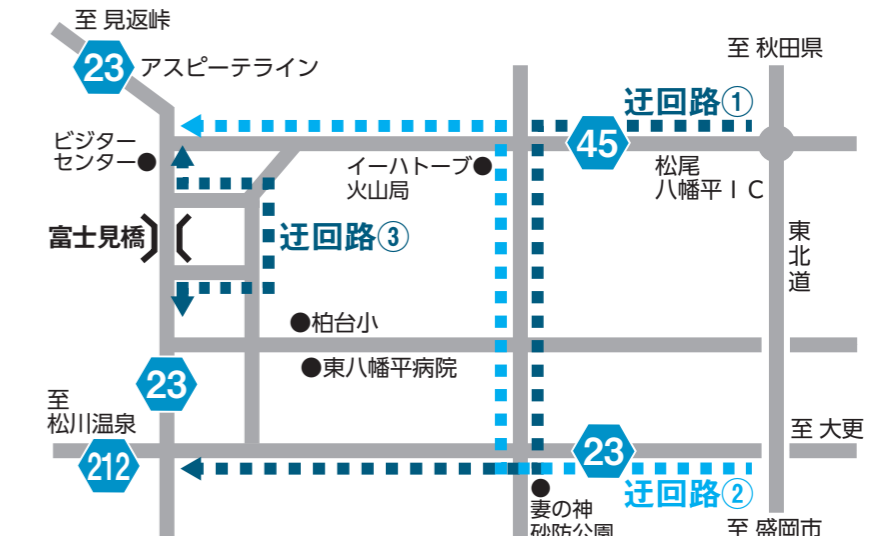 至 見返峠
23
アスピーテライン
至 秋田県
迂回路①
45
ビジター
センター
イーハトーブ
火山局
松尾
八幡平ＩＣ
富士見橋
迂回路③
東北道
柏台小
東八幡平病院
23
至
松川温泉
212
23
至 大更
迂回路②
妻の神
砂防公園
至 盛岡市